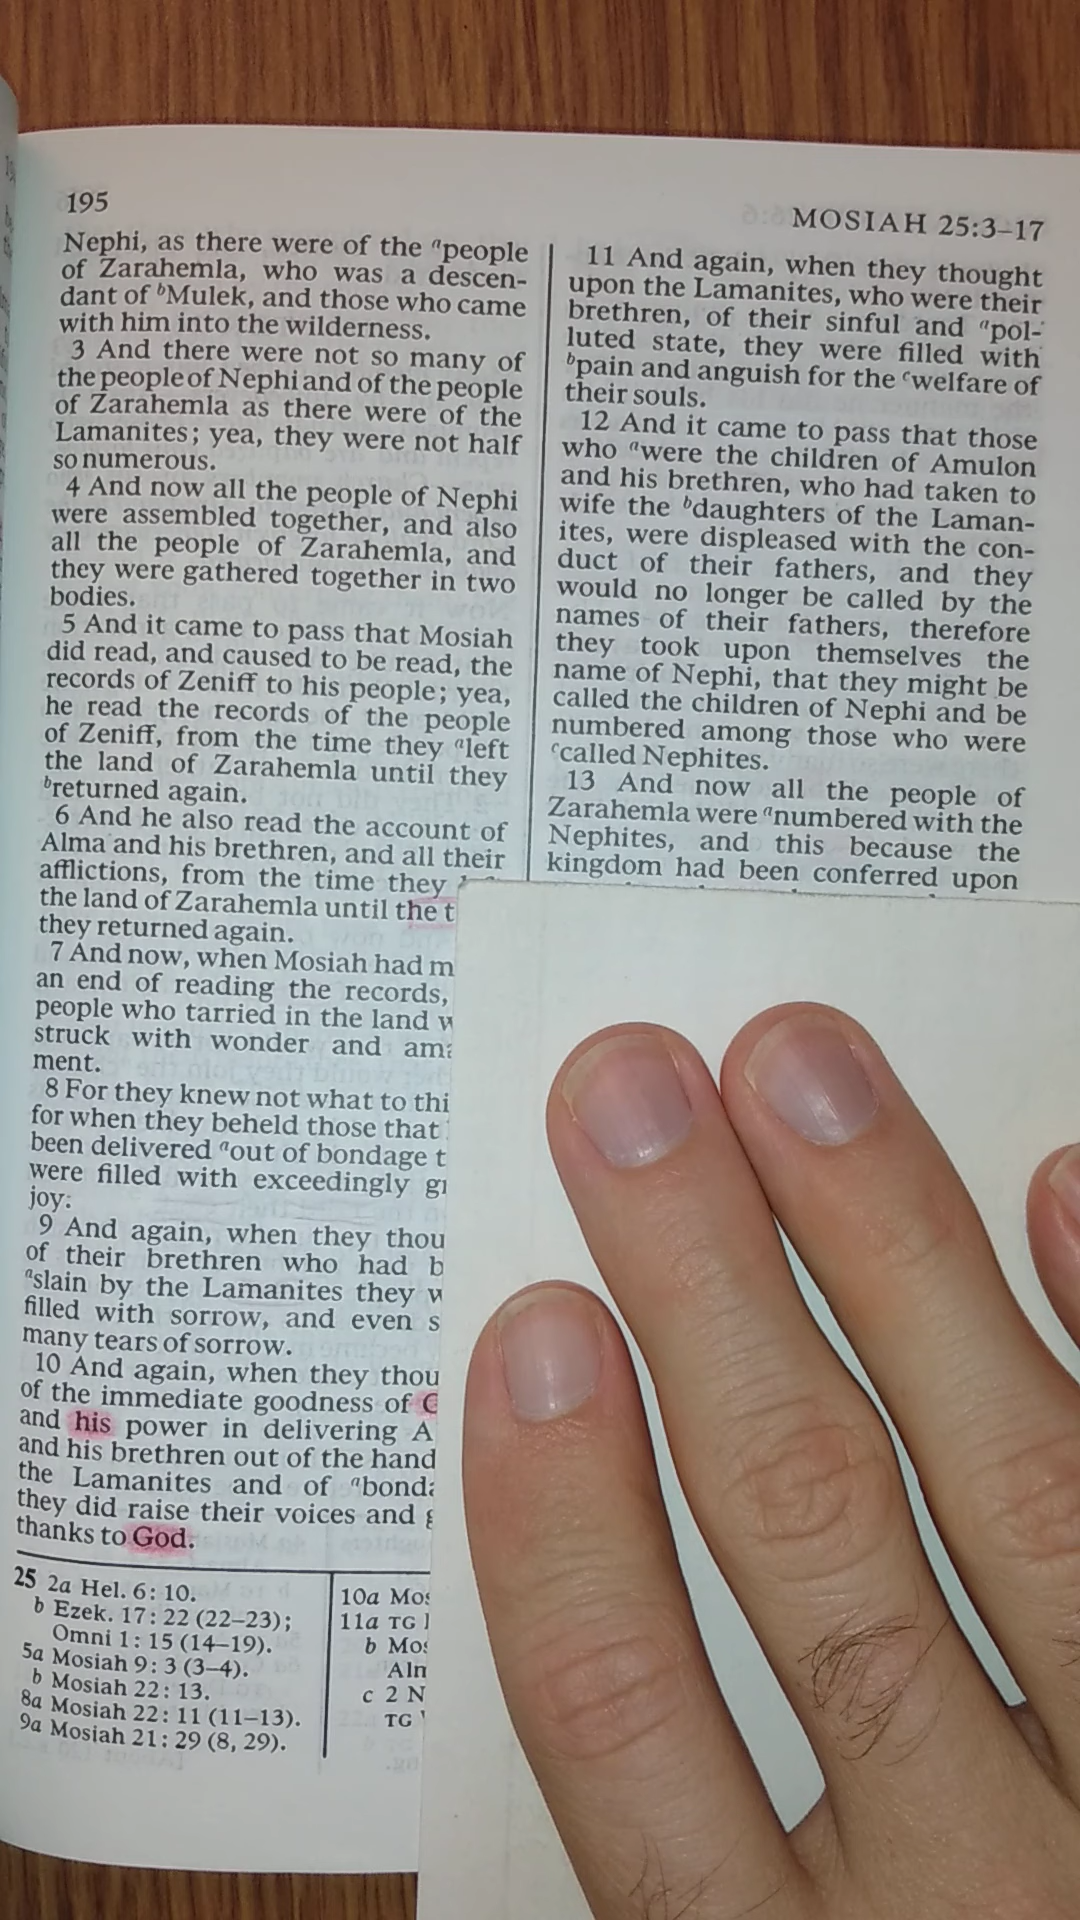 195
MOSIAH 25:3–17
Nephi, as there were of the ᵃpeople
of Zarahemla, who was a descen-
dant of ᵇMulek, and those who came
with him into the wilderness.
3 And there were not so many of
the people of Nephi and of the people
of Zarahemla as there were of the
Lamanites; yea, they were not half
so numerous.
4 And now all the people of Nephi
were assembled together, and also
all the people of Zarahemla, and
they were gathered together in two
bodies.
5 And it came to pass that Mosiah
did read, and caused to be read, the
records of Zeniff to his people; yea,
he read the records of the people
of Zeniff, from the time they ᵃleft
the land of Zarahemla until they
ᵇreturned again.
6 And he also read the account of
Alma and his brethren, and all their
afflictions, from the time they
the land of Zarahemla until the t
they returned again.
7 And now, when Mosiah had m
an end of reading the records,
people who tarried in the land w
struck with wonder and ama
ment.
8 For they knew not what to thi
for when they beheld those that
been delivered ᵃout of bondage t
were filled with exceedingly gr
joy:
9 And again, when they thou
of their brethren who had b
ᵃslain by the Lamanites they w
filled with sorrow, and even s
many tears of sorrow.
10 And again, when they thou
of the immediate goodness of G
and his power in delivering A
and his brethren out of the hand
the Lamanites and of ᵃbonda
they did raise their voices and g
thanks to God.
11 And again, when they thought
upon the Lamanites, who were their
brethren, of their sinful and ᵃpol-
luted state, they were filled with
ᵇpain and anguish for the ᶜwelfare of
their souls.
12 And it came to pass that those
who ᵃwere the children of Amulon
and his brethren, who had taken to
wife the ᵇdaughters of the Laman-
ites, were displeased with the con-
duct of their fathers, and they
would no longer be called by the
names of their fathers, therefore
they took upon themselves the
name of Nephi, that they might be
called the children of Nephi and be
numbered among those who were
ᶜcalled Nephites.
13 And now all the people of
Zarahemla were ᵃnumbered with the
Nephites, and this because the
kingdom had been conferred upon
25 2a Hel. 6: 10.
b Ezek. 17: 22 (22–23);
Omni 1: 15 (14–19).
5a Mosiah 9: 3 (3–4).
b Mosiah 22: 13.
8a Mosiah 22: 11 (11–13).
9a Mosiah 21: 29 (8, 29).
10a Mos
11a TG
b Mos
Alm
c 2 N
TG